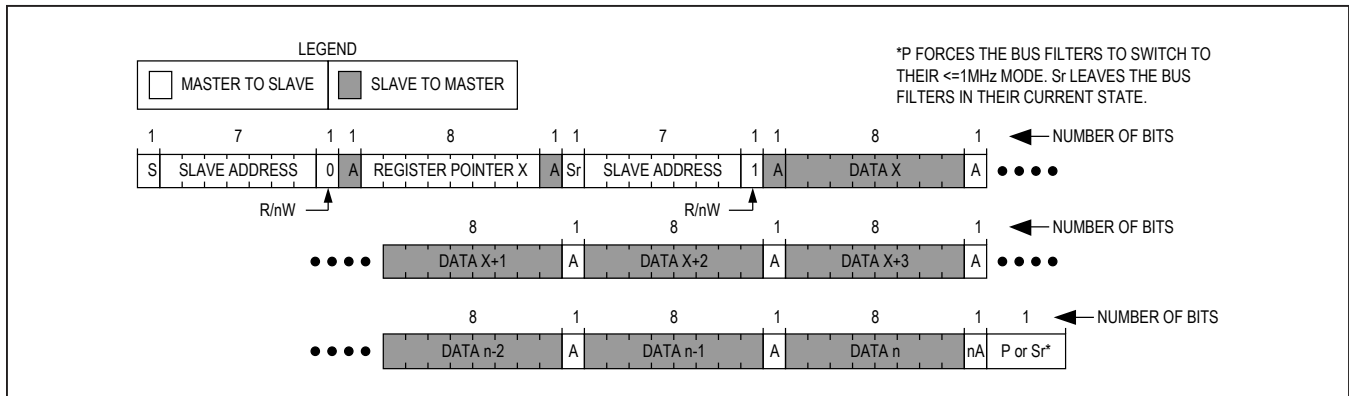 LEGEND
MASTER TO SLAVE SLAVE TO MASTER
*P FORCES THE BUS FILTERS TO SWITCH TO
THEIR <=1MHz MODE. Sr LEAVES THE BUS
FILTERS IN THEIR CURRENT STATE.
1 7 1 1 8 1 1 7 1 1 8 1 NUMBER OF BITS
S SLAVE ADDRESS 0 A REGISTER POINTER X A Sr SLAVE ADDRESS 1 A DATA X A
R/nW R/nW
8 1 8 1 8 1 NUMBER OF BITS
DATA X+1 A DATA X+2 A DATA X+3 A
8 1 8 1 8 1 1 NUMBER OF BITS
DATA n-2 A DATA n-1 A DATA n nA P or Sr*